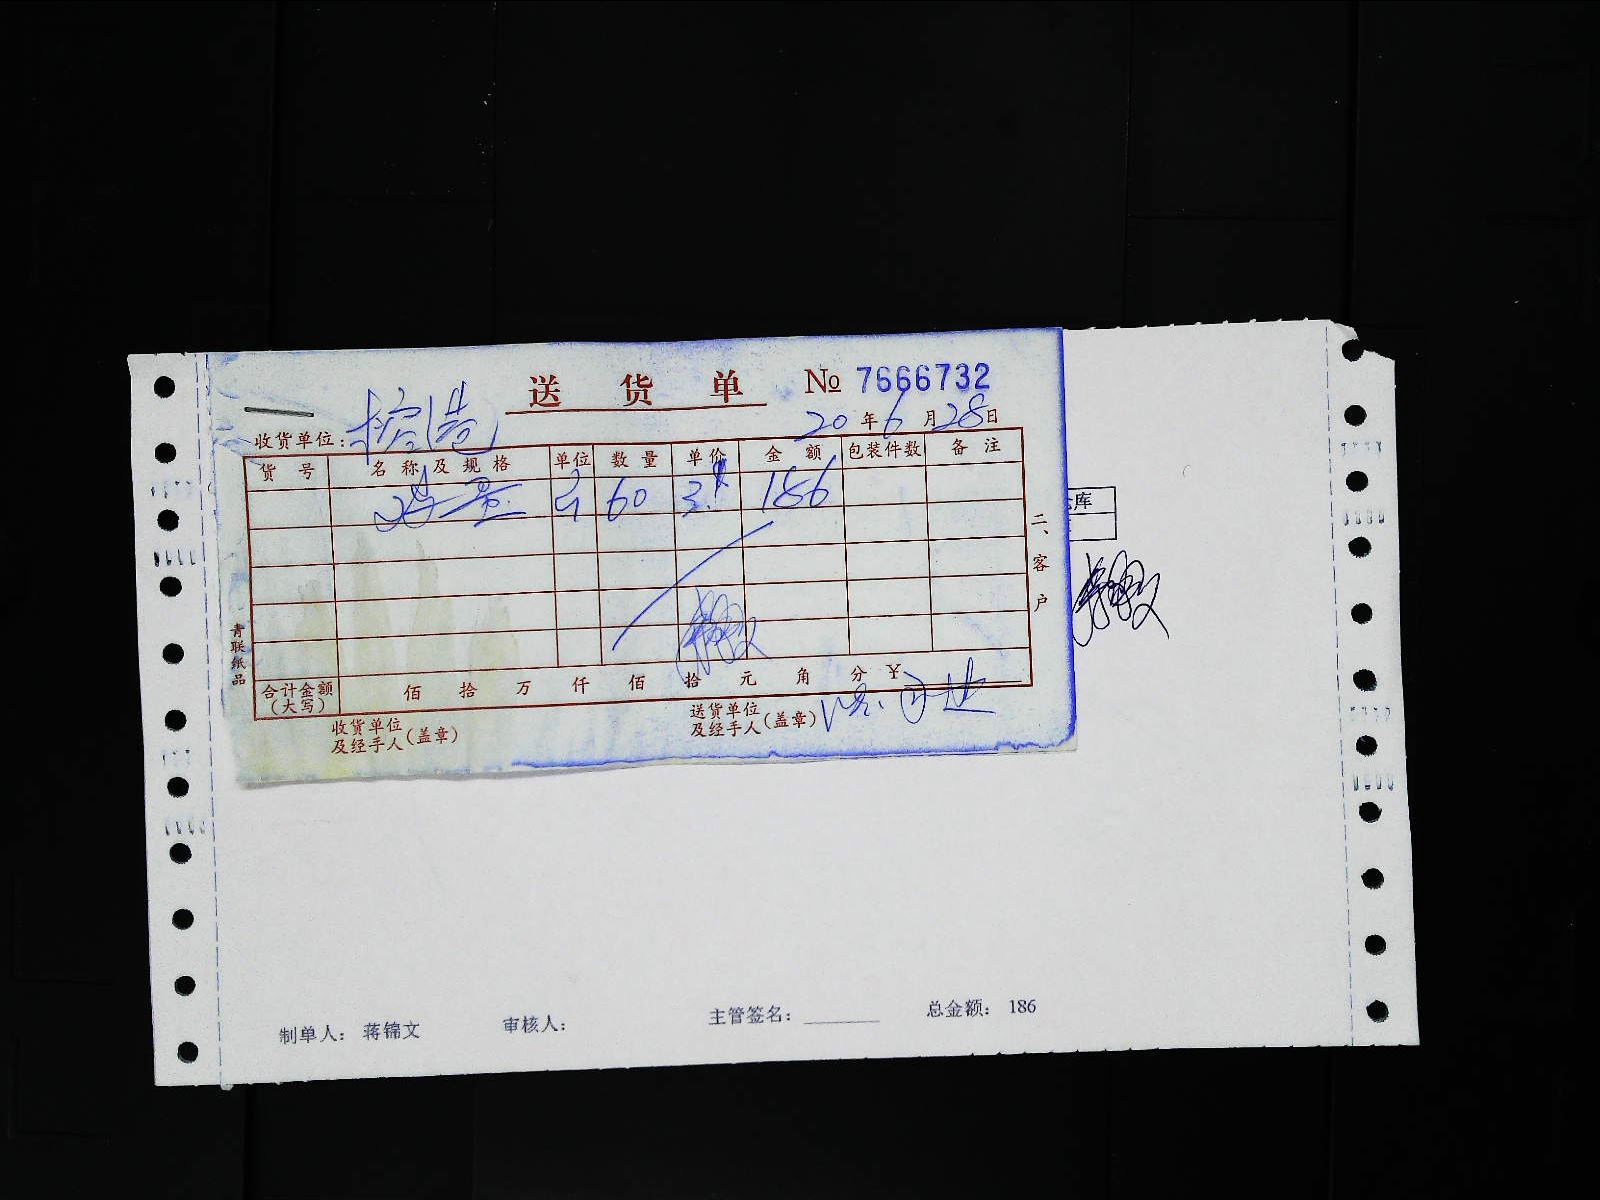 送 货 单 № 7666732
20 年 6 月 28 日
收货单位:
货 号 名 称 及 规 格 单位 数 量 单价 金 额 包装件数 备 注
60 3.1 186
二、客户
青联纸品
合计金额(大写) 佰 拾 万 仟 佰 拾 元 角 分 ¥
收货单位及经手人(盖章) 送货单位及经手人(盖章)
库
制单人: 蒋锦文 审核人: 主管签名: 总金额: 186